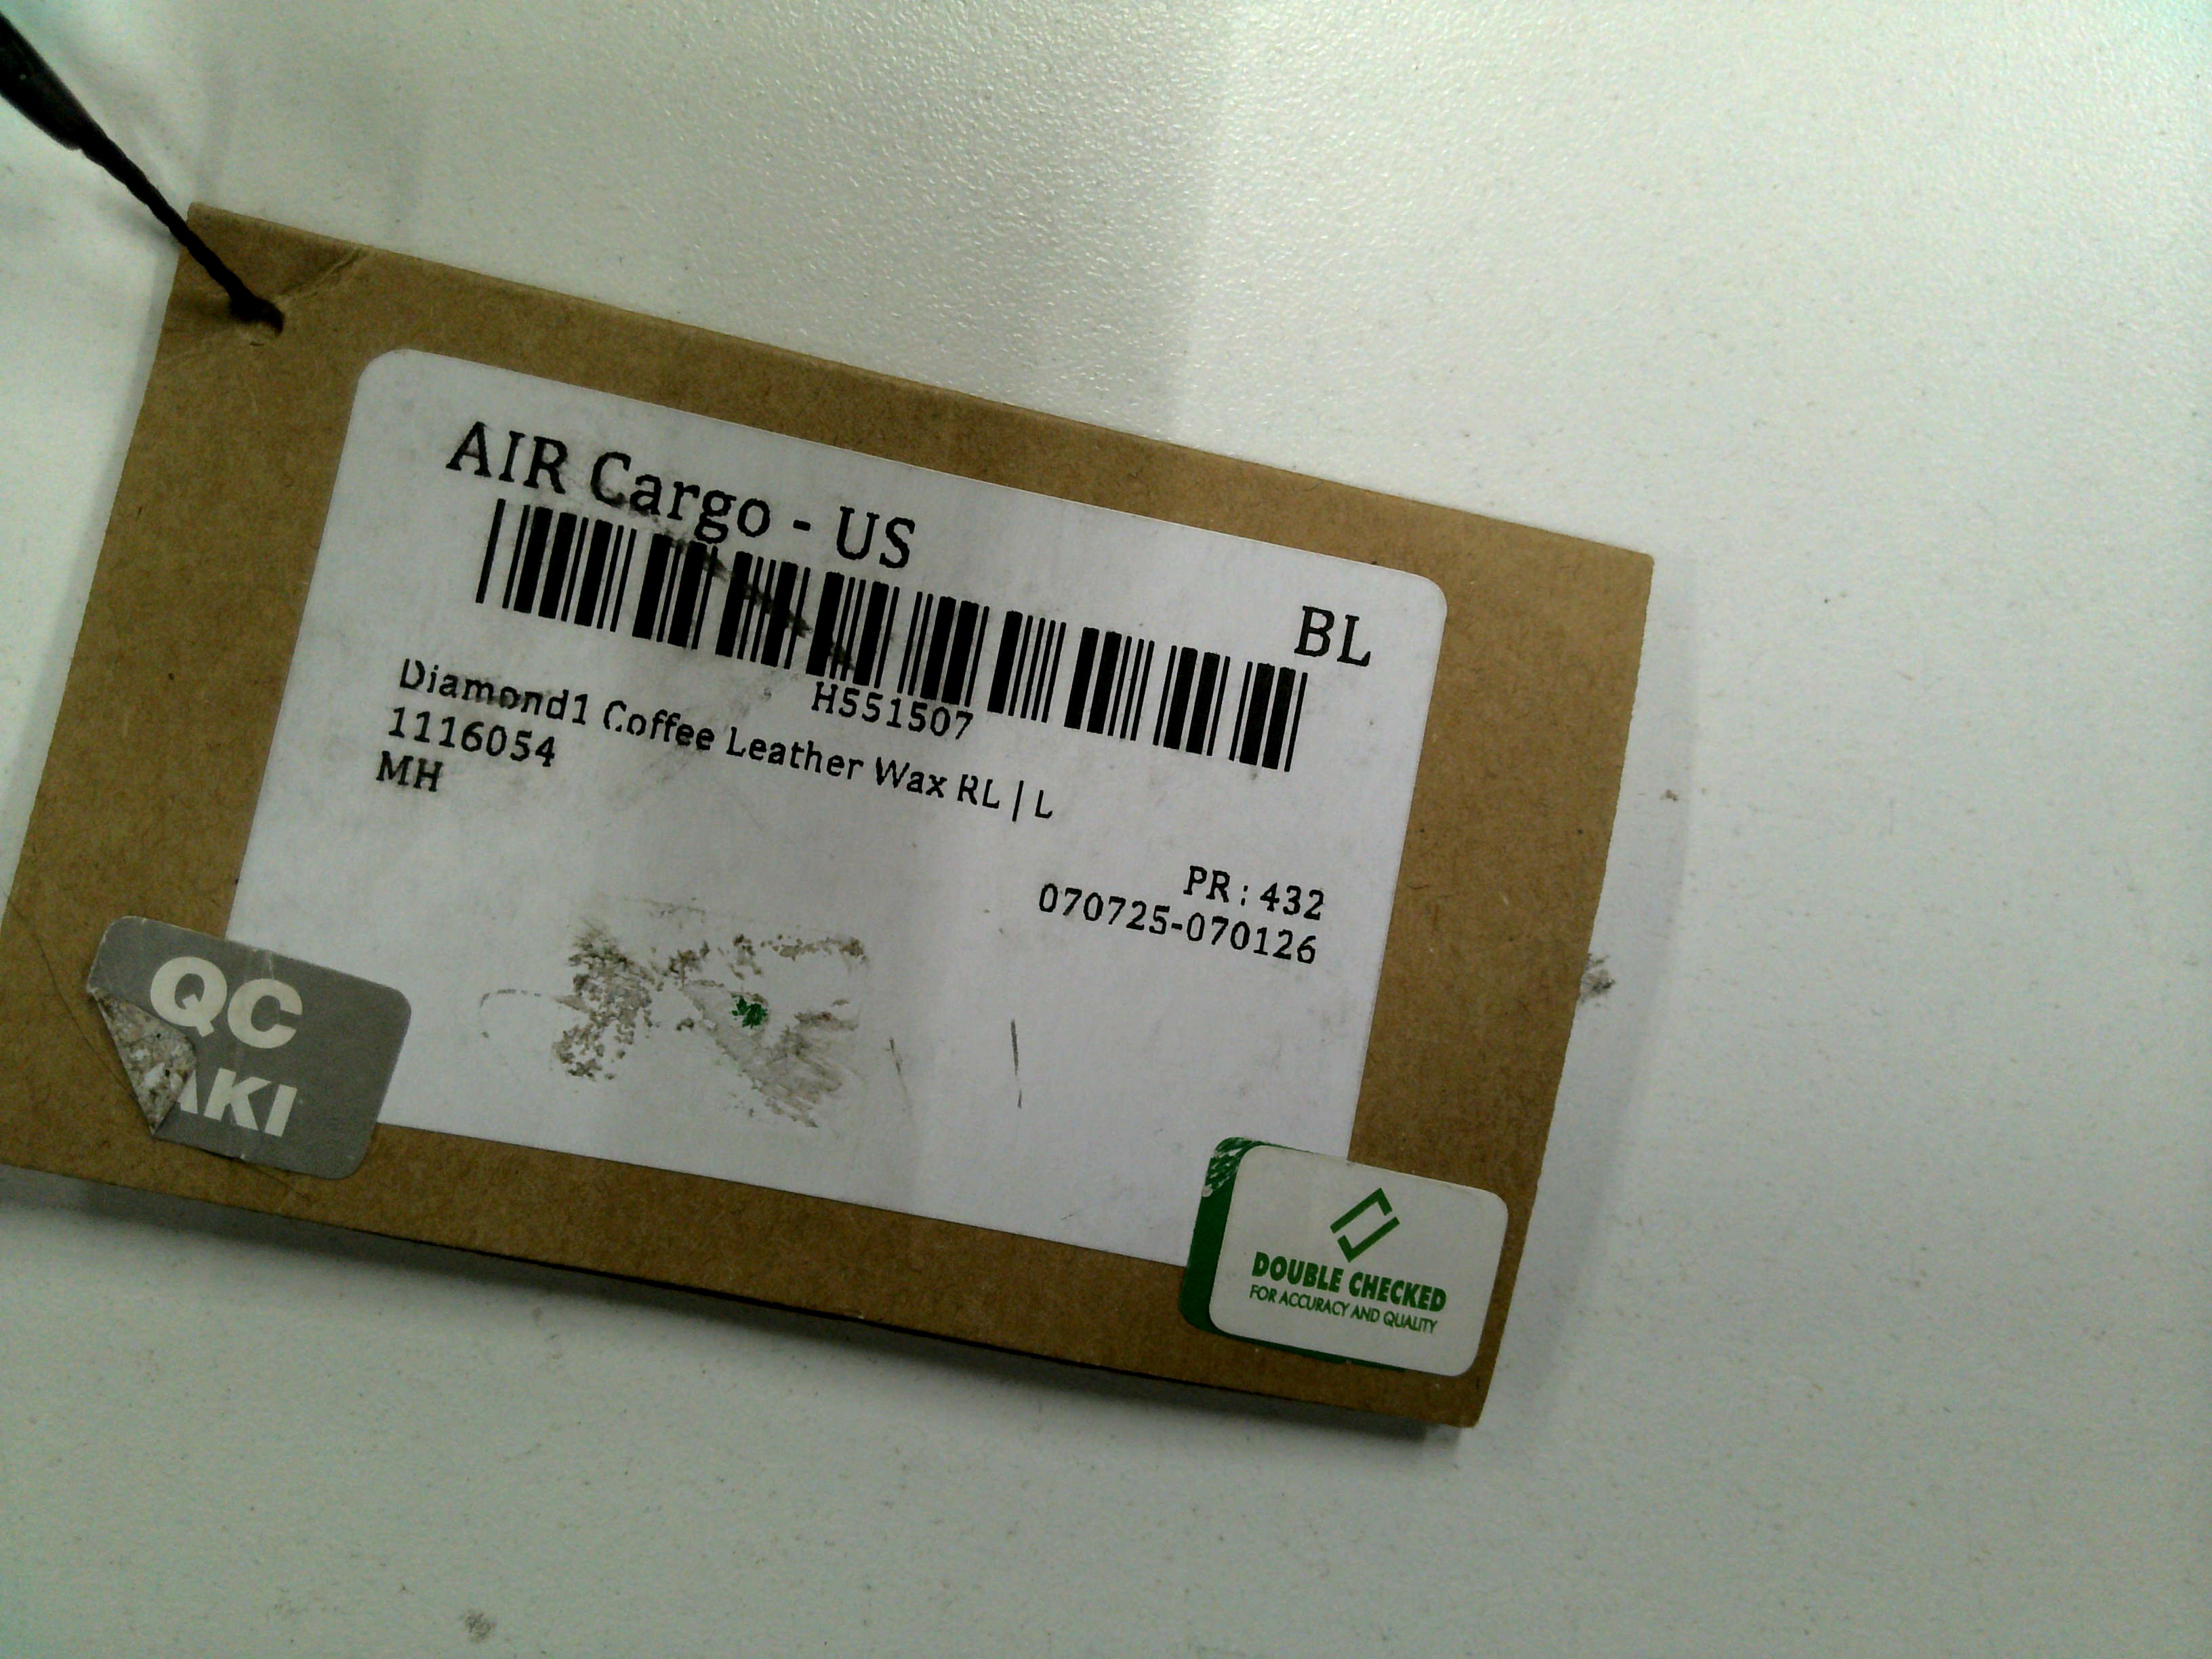 AIR Cargo - US
BL
H551507
Diamond1 Coffee Leather Wax RL | L
1116054
MH
PR : 432
070725-070126
QC
DOUBLE CHECKED
FOR ACCURACY AND QUALITY